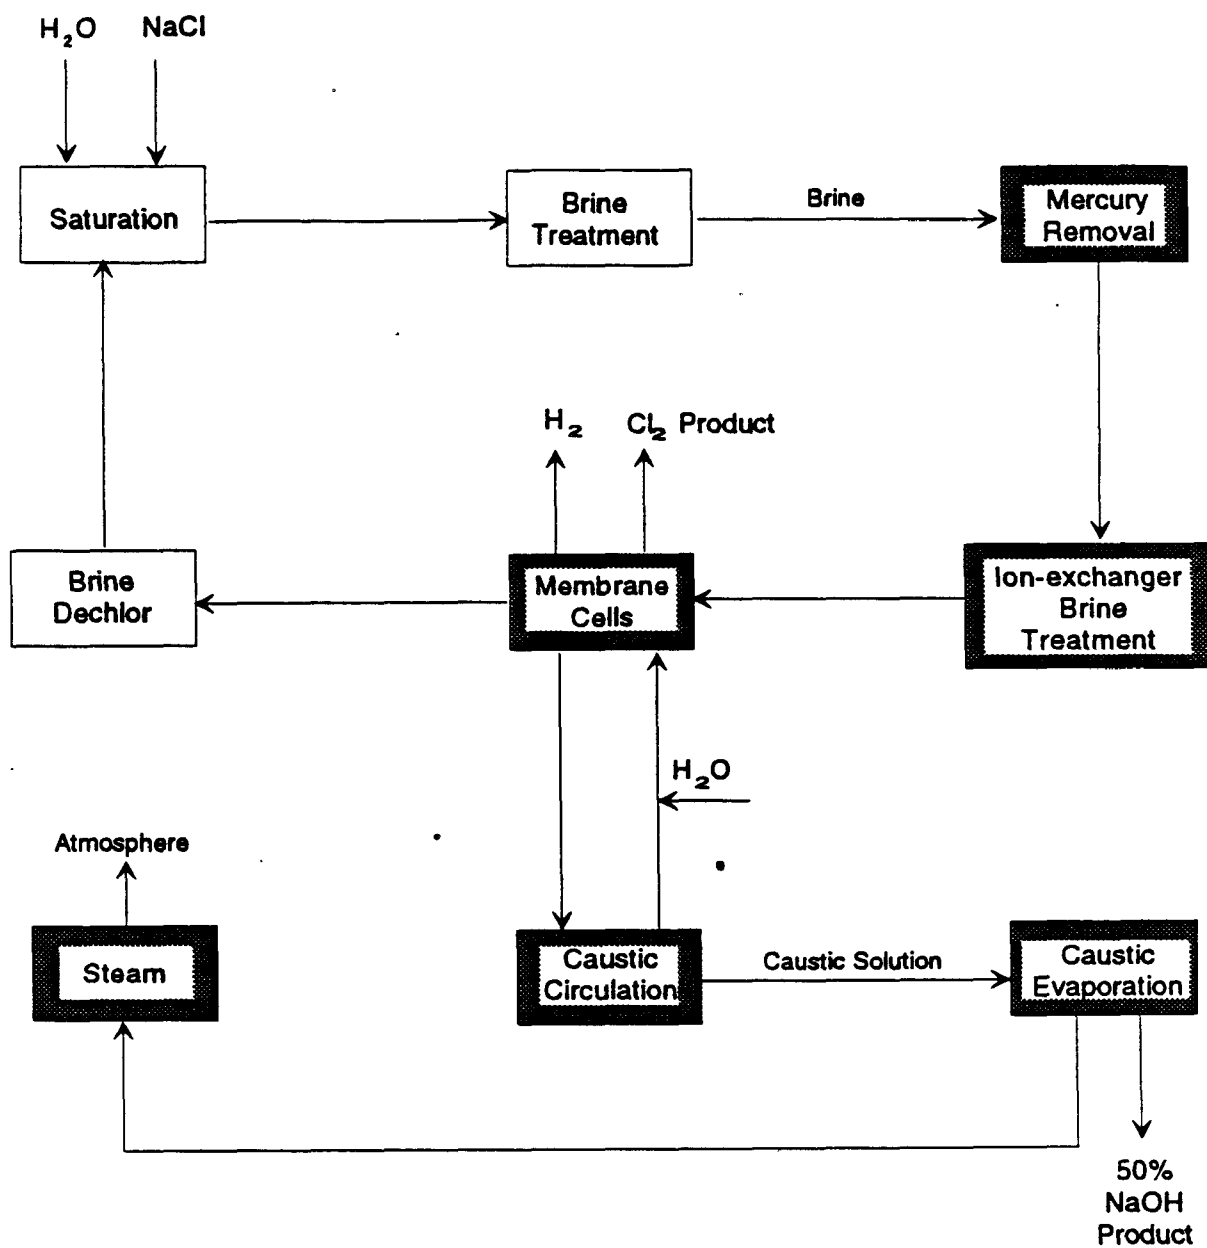 H₂O NaCl
Saturation
Brine
Treatment
Brine
Mercury
Removal
H₂ Cl₂ Product
Brine
Dechlor
Membrane
Cells
Ion-exchanger
Brine
Treatment
H₂O
Atmosphere
Steam
Caustic
Circulation
Caustic Solution
Caustic
Evaporation
50%
NaOH
Product